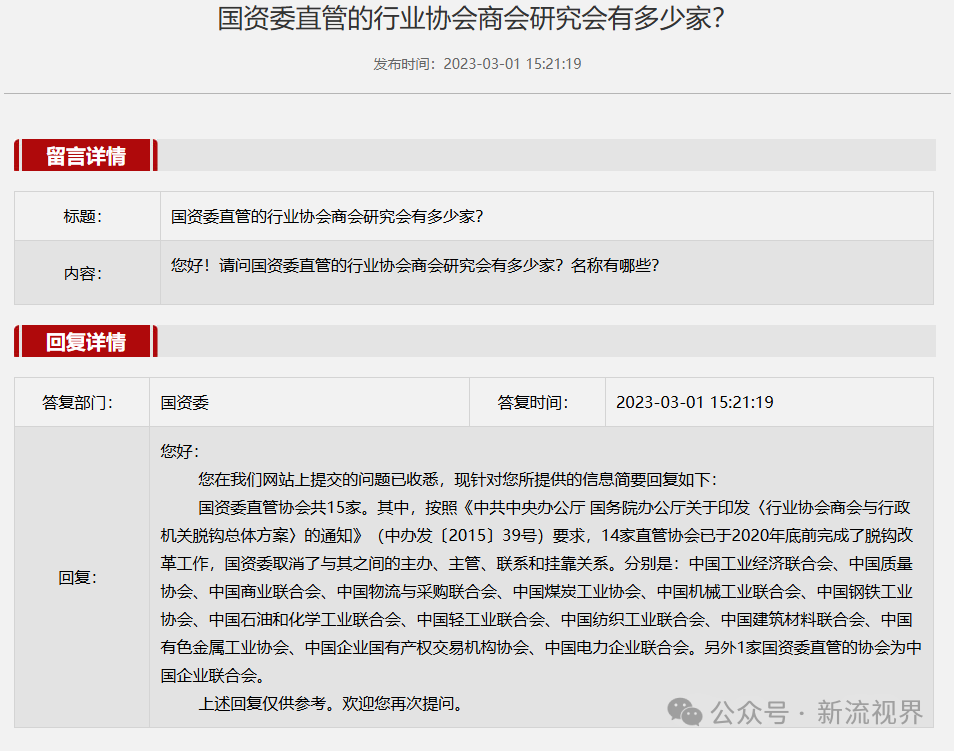 国资委直管的行业协会商会研究会有多少家？
发布时间：2023-03-01 15:21:19
留言详情
标题： 国资委直管的行业协会商会研究会有多少家？
内容： 您好！请问国资委直管的行业协会商会研究会有多少家？名称有哪些？
回复详情
答复部门： 国资委 答复时间： 2023-03-01 15:21:19
您好：
您在我们网站上提交的问题已收悉，现针对您所提供的信息简要回复如下：
国资委直管协会共15家。其中，按照《中共中央办公厅 国务院办公厅关于印发〈行业协会商会与行政
机关脱钩总体方案〉的通知》（中办发〔2015〕39号）要求，14家直管协会已于2020年底前完成了脱钩改
革工作，国资委取消了与其之间的主办、主管、联系和挂靠关系。分别是：中国工业经济联合会、中国质量
回复：
协会、中国商业联合会、中国物流与采购联合会、中国煤炭工业协会、中国机械工业联合会、中国钢铁工业
协会、中国石油和化学工业联合会、中国轻工业联合会、中国纺织工业联合会、中国建筑材料联合会、中国
有色金属工业协会、中国企业国有产权交易机构协会、中国电力企业联合会。另外1家国资委直管的协会为中
国企业联合会。
上述回复仅供参考。欢迎您再次提问。
公众号 · 新流视界